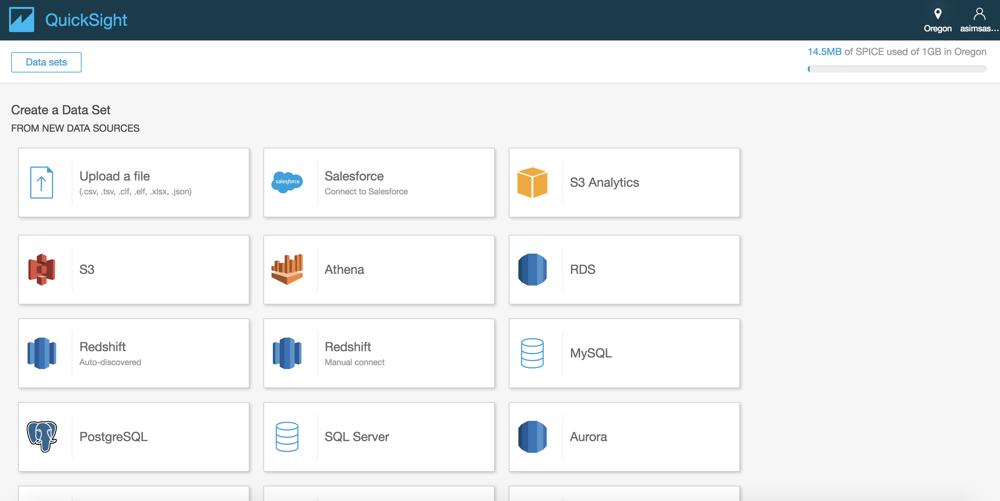 QuickSight
Oregon
asimsas...
Data sets
14.5MB of SPICE used of 1GB in Oregon
Create a Data Set
FROM NEW DATA SOURCES
Upload a file
(.csv, .tsv, .clf, .elf, .xlsx, .json)
salesforce
Salesforce
Connect to Salesforce
S3 Analytics
S3
Athena
RDS
Redshift
Auto-discovered
Redshift
Manual connect
MySQL
PostgreSQL
SQL Server
Aurora